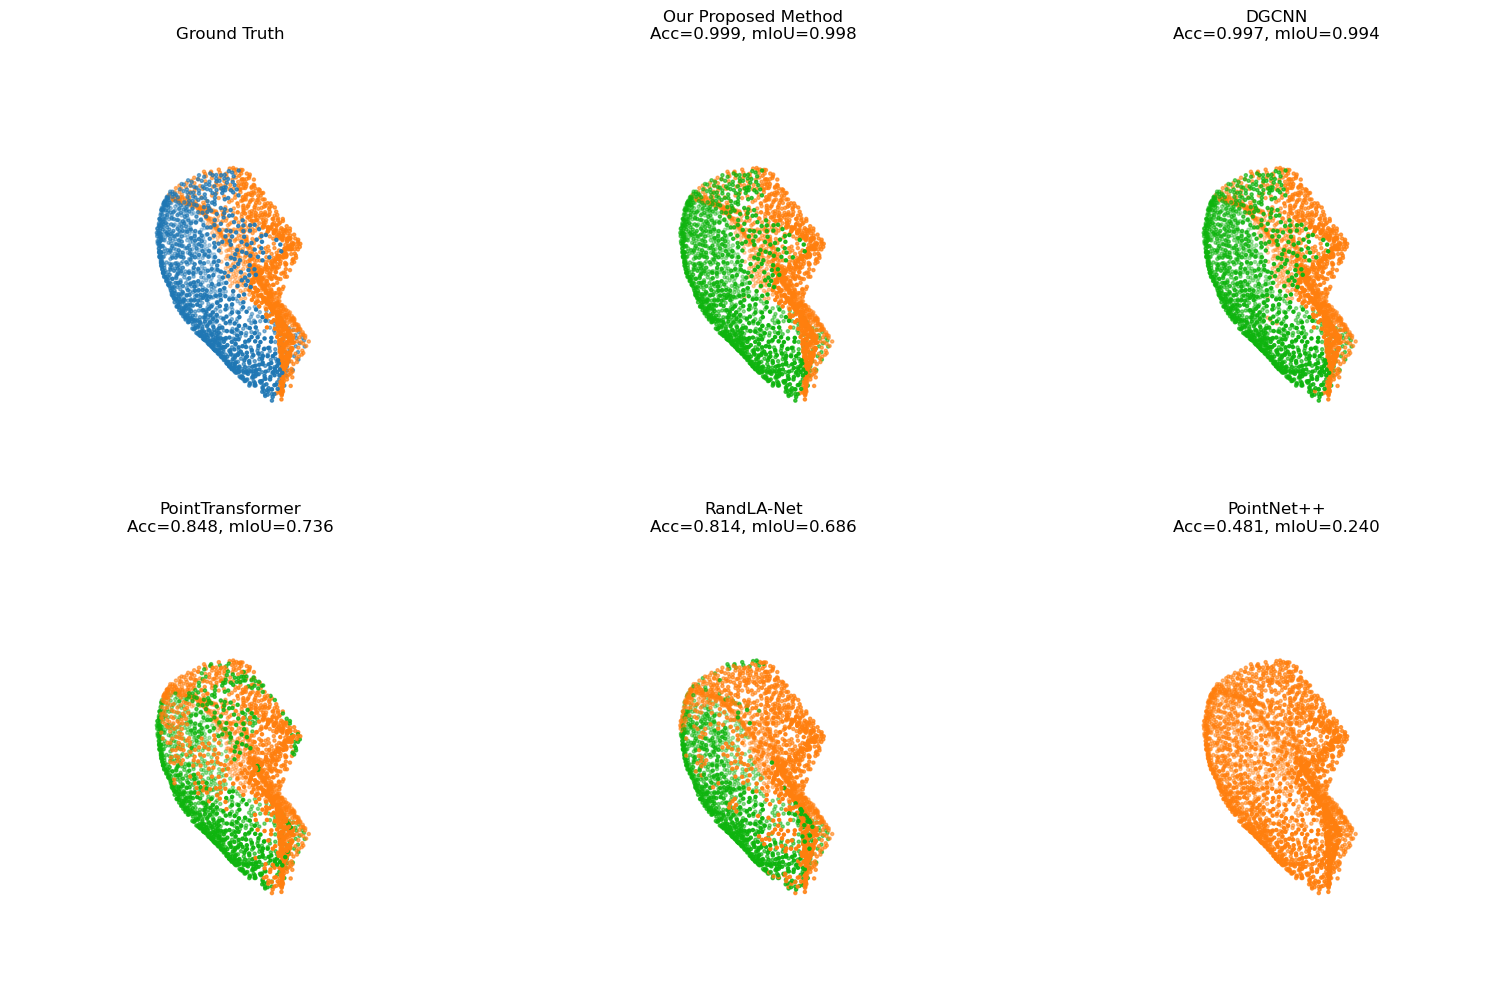 Ground Truth
Our Proposed Method
Acc=0.999, mIoU=0.998
DGCNN
Acc=0.997, mIoU=0.994
PointTransformer
Acc=0.848, mIoU=0.736
RandLA-Net
Acc=0.814, mIoU=0.686
PointNet++
Acc=0.481, mIoU=0.240